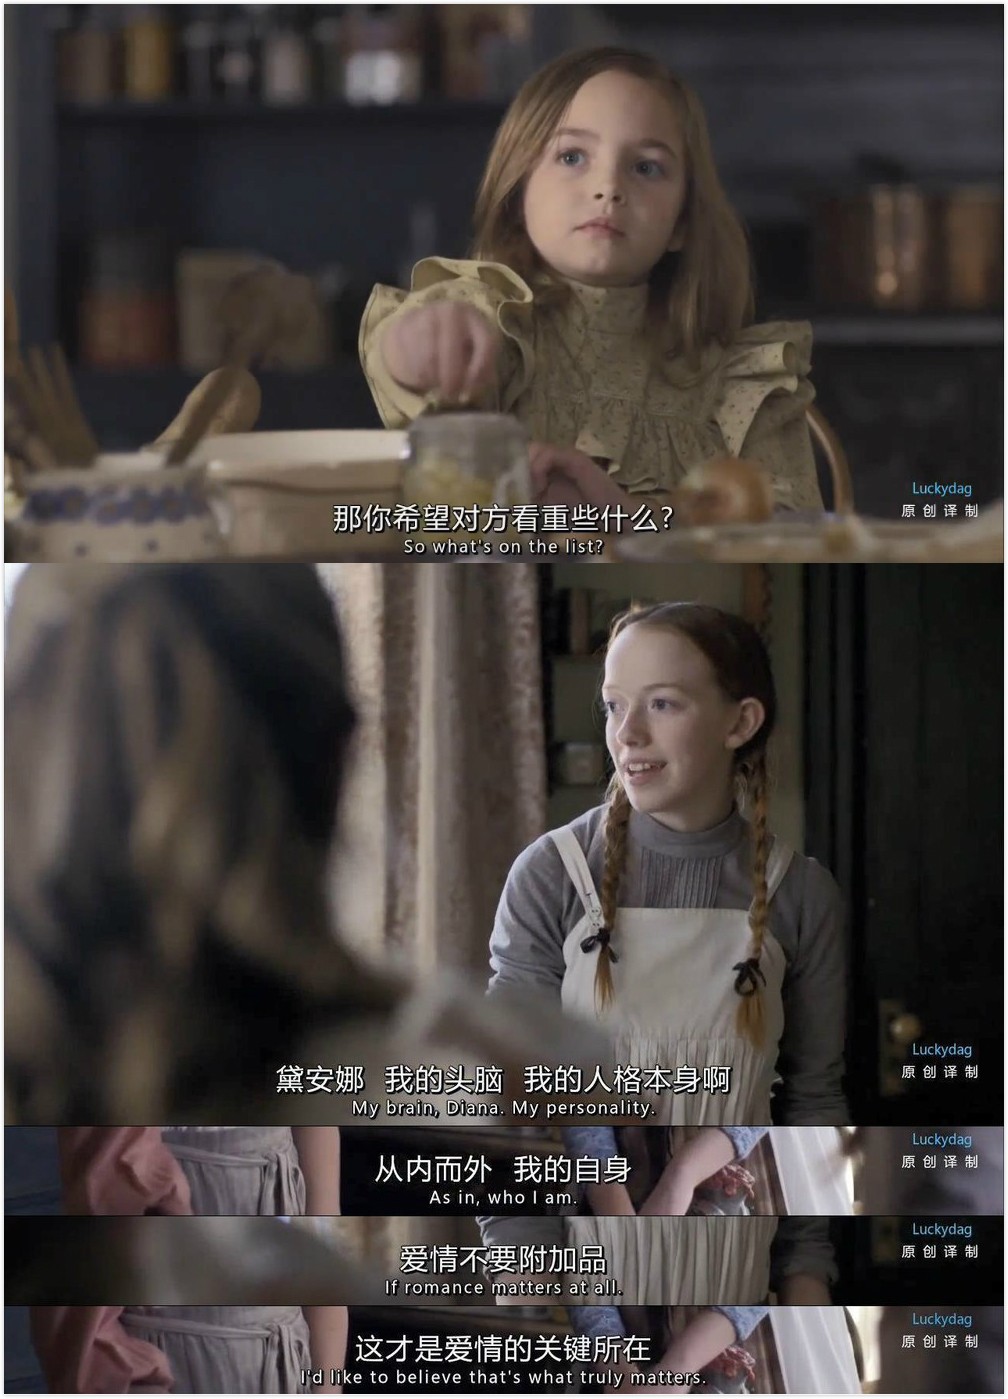 Luckydag
原创译制
那你希望对方看重些什么?
So what's on the list?
Luckydag
原创译制
黛安娜 我的头脑 我的人格本身啊
My brain, Diana. My personality.
Luckydag
原创译制
从内而外 我的自身
As in, who I am.
Luckydag
原创译制
爱情不要附加品
If romance matters at all.
Luckydag
原创译制
这才是爱情的关键所在
I'd like to believe that's what truly matters.